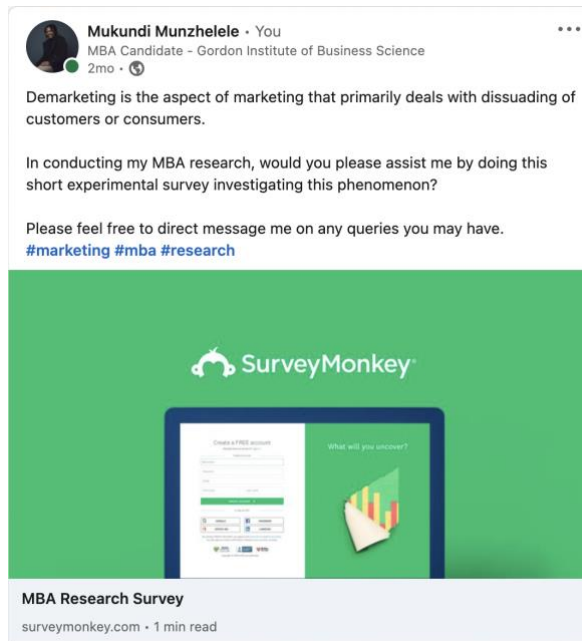 Mukundi Munzhelele • You
MBA Candidate - Gordon Institute of Business Science
2mo •
Demarketing is the aspect of marketing that primarily deals with dissuading of
customers or consumers.
In conducting my MBA research, would you please assist me by doing this
short experimental survey investigating this phenomenon?
Please feel free to direct message me on any queries you may have.
#marketing #mba #research
SurveyMonkey
Create a FREE account
What will you uncover?
MBA Research Survey
surveymonkey.com • 1 min read